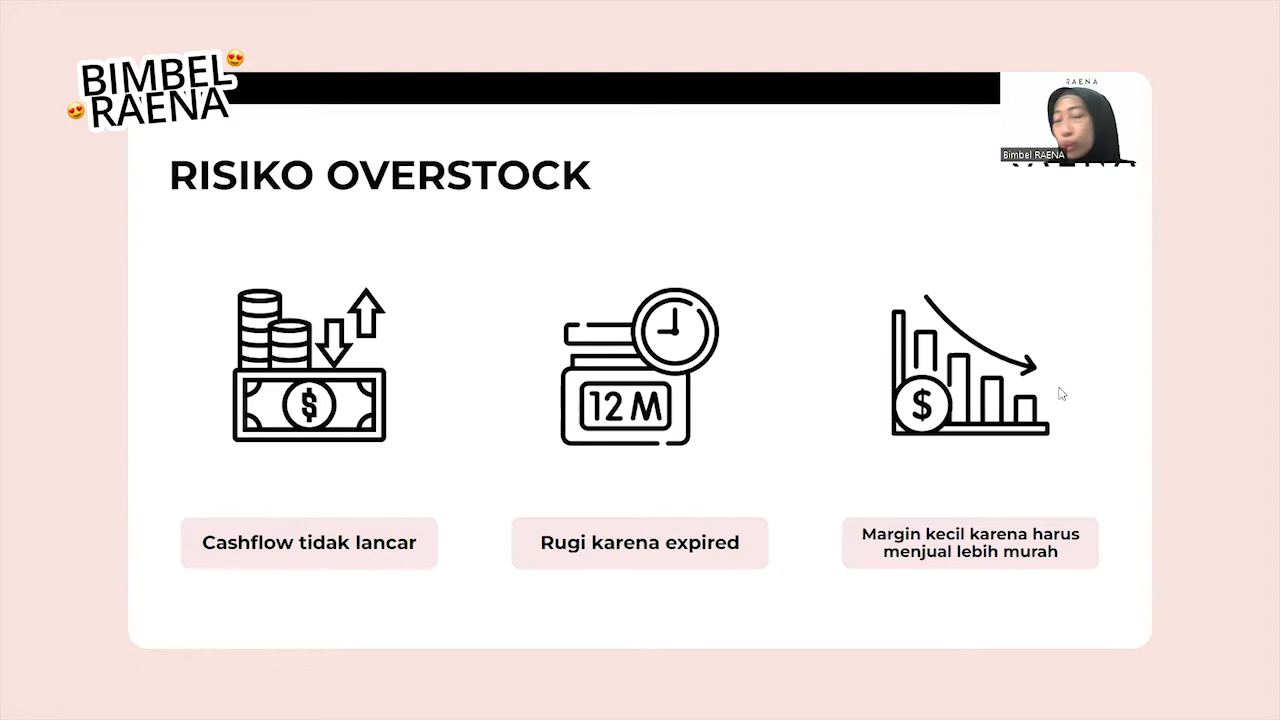 BIMBEL
RAENA
RAENA
Bimbel RAENA
RISIKO OVERSTOCK
$
12 M
$
Cashflow tidak lancar
Rugi karena expired
Margin kecil karena harus
menjual lebih murah